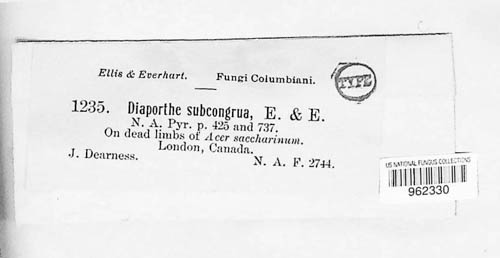 Ellis & Everhart. Fungi Columbiani.
TYPE
1235. Diaporthe subcongrua, E. & E.
N. A. Pyr. p. 425 and 737.
On dead limbs of Acer saccharinum.
London, Canada.
J. Dearness. N. A. F. 2744.
US NATIONAL FUNGUS COLLECTIONS
962330